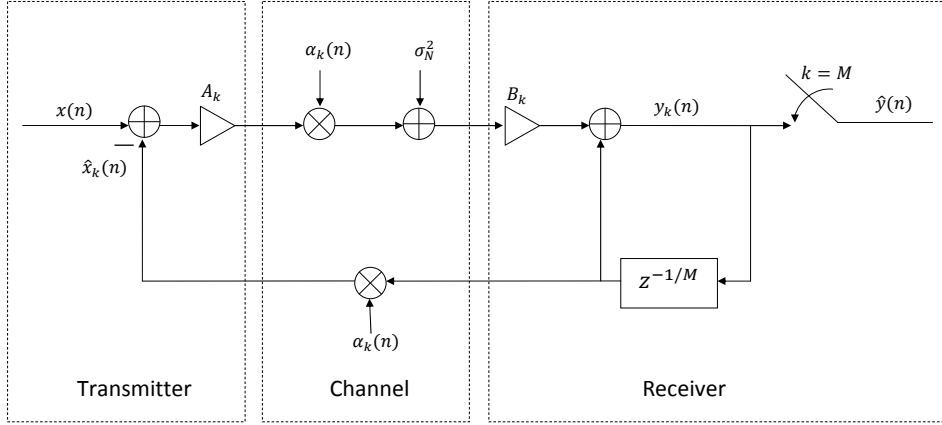 α_k(n)
σ_N^2
k = M
A_k
B_k
x(n)
y_k(n)
ŷ(n)
—
x̂_k(n)
z^{-1/M}
α_k(n)
Transmitter
Channel
Receiver